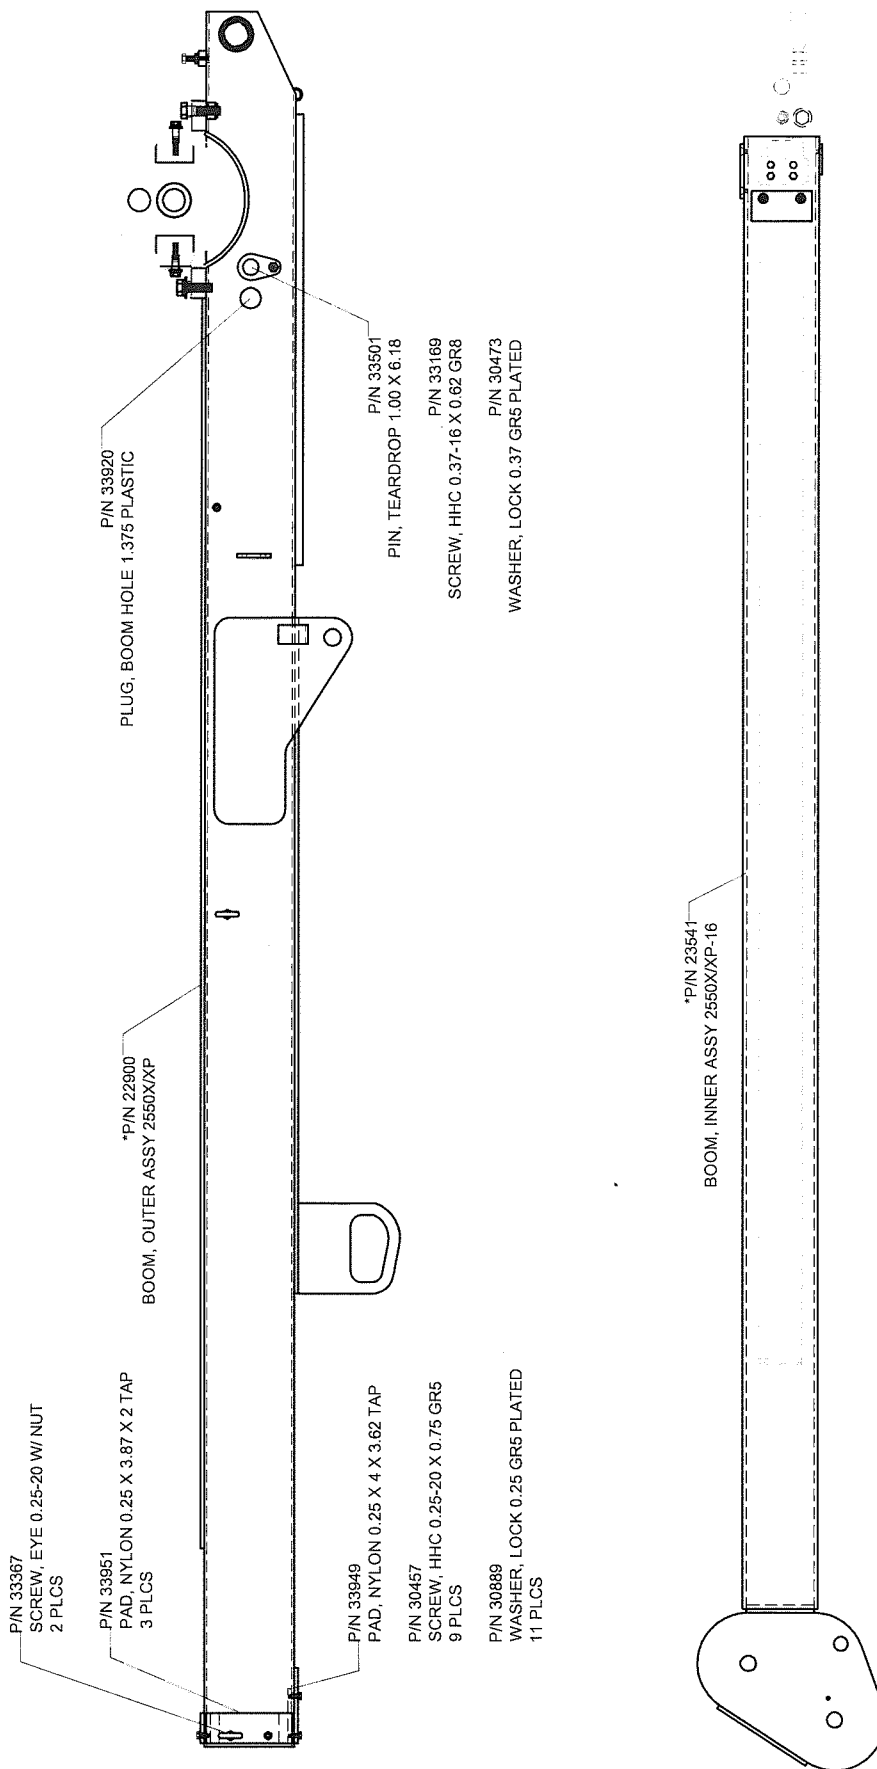 P/N 33367
SCREW, EYE 0.25-20 W/ NUT
2 PLCS
P/N 33951
PAD, NYLON 0.25 X 3.87 X 2 TAP
3 PLCS
*P/N 22900
BOOM, OUTER ASSY 2550X/XP
P/N 33920
PLUG, BOOM HOLE 1.375 PLASTIC
P/N 33949
PAD, NYLON 0.25 X 4 X 3.62 TAP
P/N 30457
SCREW, HHC 0.25-20 X 0.75 GR5
9 PLCS
P/N 30889
WASHER, LOCK 0.25 GR5 PLATED
11 PLCS
P/N 33501
PIN, TEARDROP 1.00 X 6.18
P/N 33169
SCREW, HHC 0.37-16 X 0.62 GR8
P/N 30473
WASHER, LOCK 0.37 GR5 PLATED
*P/N 23541
BOOM, INNER ASSY 2550X/XP-16